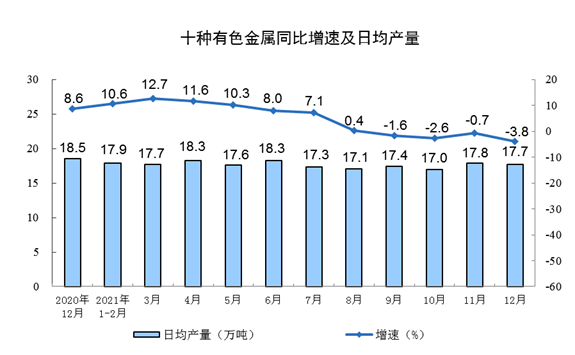 十种有色金属同比增速及日均产量
30 25 20 15 10 5 0
20 10 0 -10 -20 -30 -40 -50 -60
8.6 10.6 12.7 11.6 10.3 8.0 7.1 0.4 -1.6 -2.6 -0.7 -3.8
18.5 17.9 17.7 18.3 17.6 18.3 17.3 17.1 17.4 17.0 17.8 17.7
2020年 2021年 3月 4月 5月 6月 7月 8月 9月 10月 11月 12月
12月 1-2月
日均产量（万吨） 增速（%）